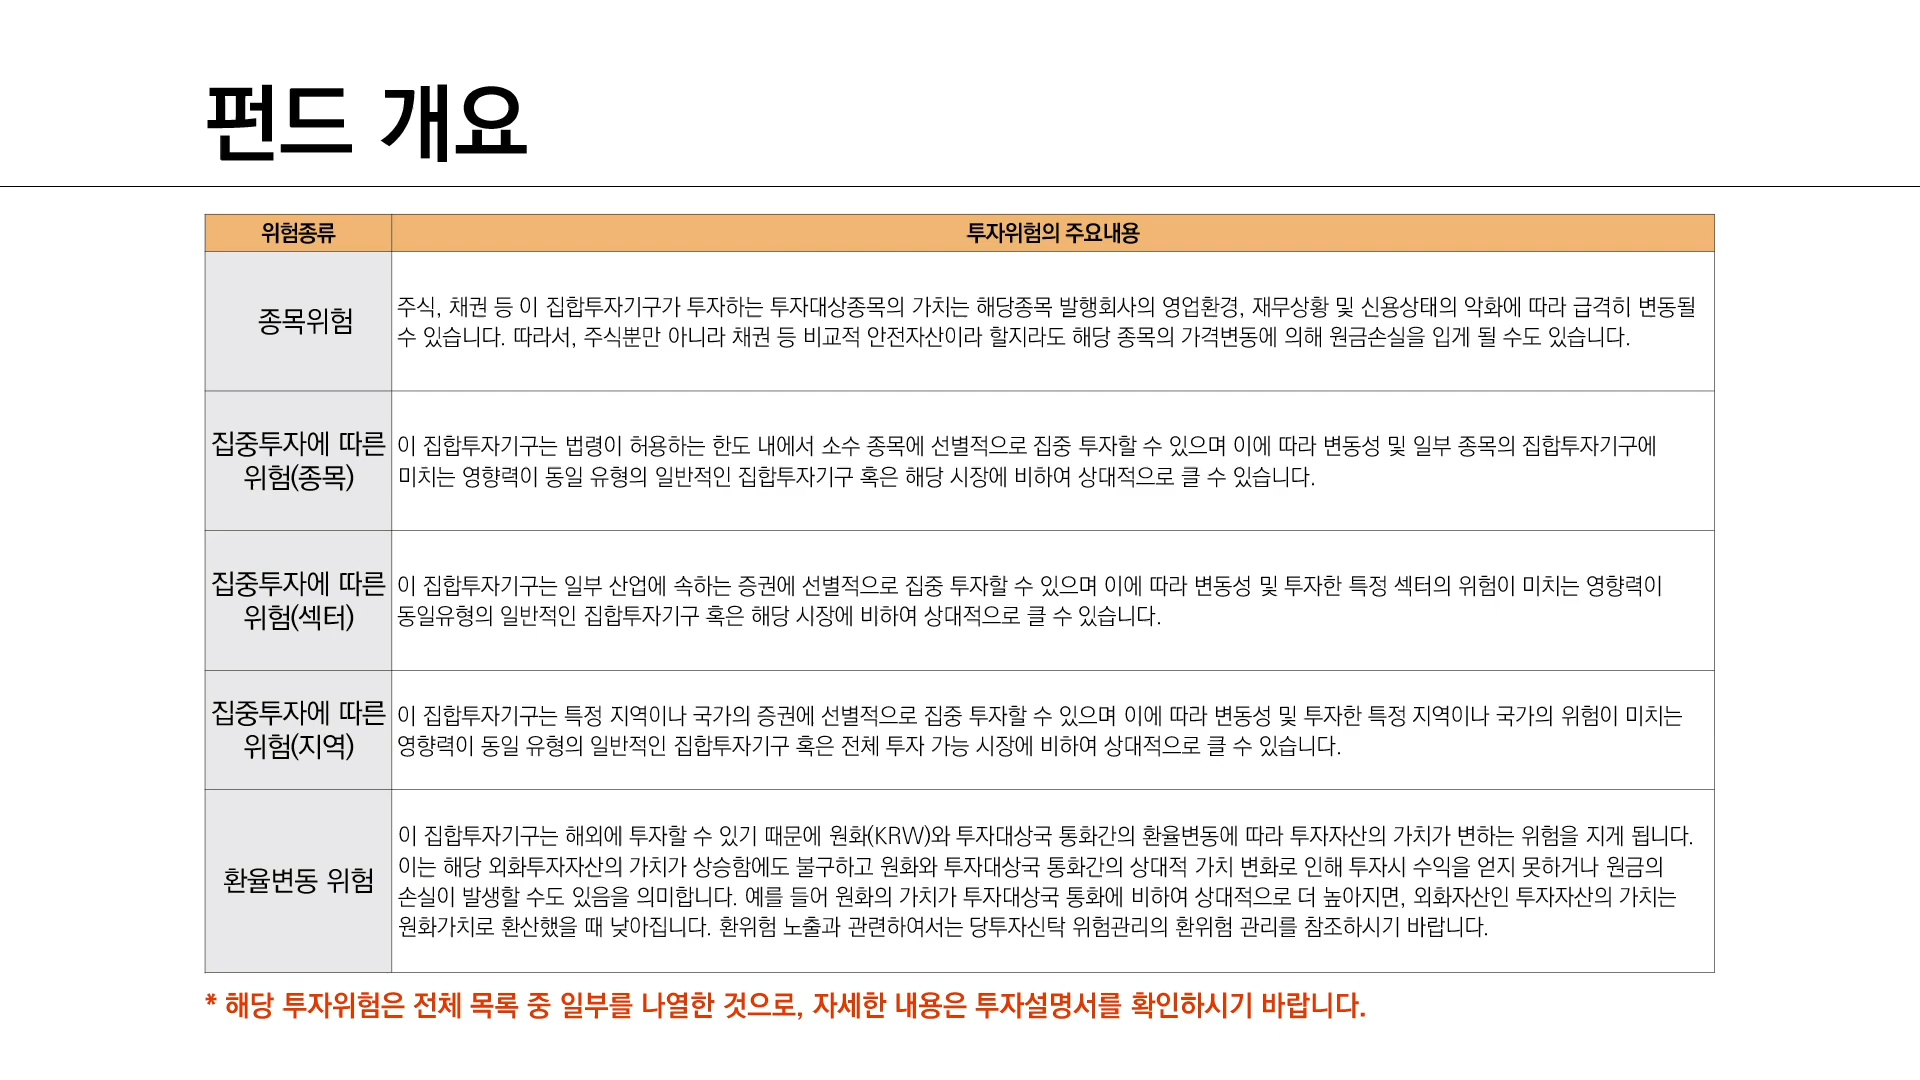 펀드 개요
위험종류
투자위험의 주요내용
종목위험
주식, 채권 등 이 집합투자기구가 투자하는 투자대상종목의 가치는 해당종목 발행회사의 영업환경, 재무상황 및 신용상태의 악화에 따라 급격히 변동될
수 있습니다. 따라서, 주식뿐만 아니라 채권 등 비교적 안전자산이라 할지라도 해당 종목의 가격변동에 의해 원금손실을 입게 될 수도 있습니다.
집중투자에 따른
위험(종목)
이 집합투자기구는 법령이 허용하는 한도 내에서 소수 종목에 선별적으로 집중 투자할 수 있으며 이에 따라 변동성 및 일부 종목의 집합투자기구에
미치는 영향력이 동일 유형의 일반적인 집합투자기구 혹은 해당 시장에 비하여 상대적으로 클 수 있습니다.
집중투자에 따른
위험(섹터)
이 집합투자기구는 일부 산업에 속하는 증권에 선별적으로 집중 투자할 수 있으며 이에 따라 변동성 및 투자한 특정 섹터의 위험이 미치는 영향력이
동일유형의 일반적인 집합투자기구 혹은 해당 시장에 비하여 상대적으로 클 수 있습니다.
집중투자에 따른
위험(지역)
이 집합투자기구는 특정 지역이나 국가의 증권에 선별적으로 집중 투자할 수 있으며 이에 따라 변동성 및 투자한 특정 지역이나 국가의 위험이 미치는
영향력이 동일 유형의 일반적인 집합투자기구 혹은 전체 투자 가능 시장에 비하여 상대적으로 클 수 있습니다.
환율변동 위험
이 집합투자기구는 해외에 투자할 수 있기 때문에 원화(KRW)와 투자대상국 통화간의 환율변동에 따라 투자자산의 가치가 변하는 위험을 지게 됩니다.
이는 해당 외화투자자산의 가치가 상승함에도 불구하고 원화와 투자대상국 통화간의 상대적 가치 변화로 인해 투자시 수익을 얻지 못하거나 원금의
손실이 발생할 수도 있음을 의미합니다. 예를 들어 원화의 가치가 투자대상국 통화에 비하여 상대적으로 더 높아지면, 외화자산인 투자자산의 가치는
원화가치로 환산했을 때 낮아집니다. 환위험 노출과 관련하여서는 당투자신탁 위험관리의 환위험 관리를 참조하시기 바랍니다.
* 해당 투자위험은 전체 목록 중 일부를 나열한 것으로, 자세한 내용은 투자설명서를 확인하시기 바랍니다.